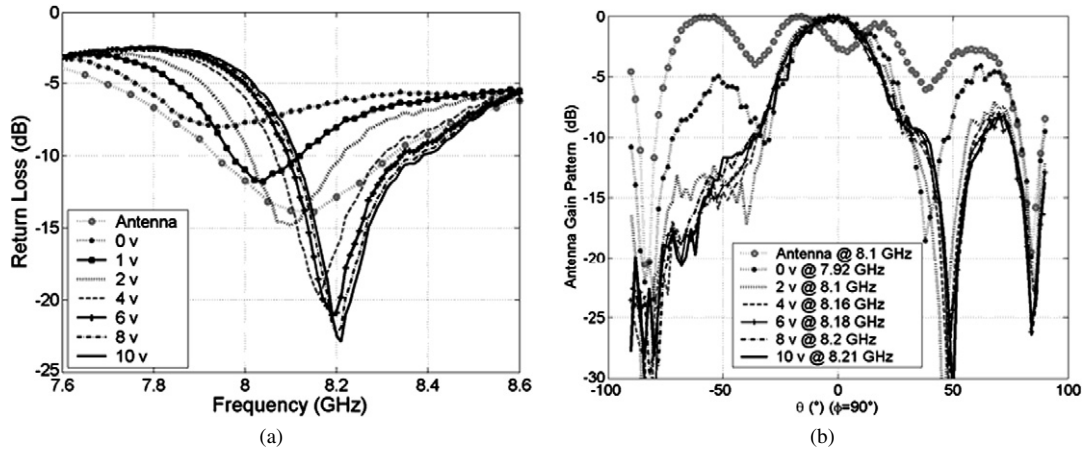 0
-5
-10
-15
-20
-25
Return Loss (dB)
Antenna
0 v
1 v
2 v
4 v
6 v
8 v
10 v
7.6 7.8 8 8.2 8.4 8.6
Frequency (GHz)
(a)
0
-5
-10
-15
-20
-25
-30
Antenna Gain Pattern (dB)
Antenna @ 8.1 GHz
0 v @ 7.92 GHz
2 v @ 8.1 GHz
4 v @ 8.16 GHz
6 v @ 8.18 GHz
8 v @ 8.2 GHz
10 v @ 8.21 GHz
-100 -50 0 50 100
θ (°) (ϕ=90°)
(b)